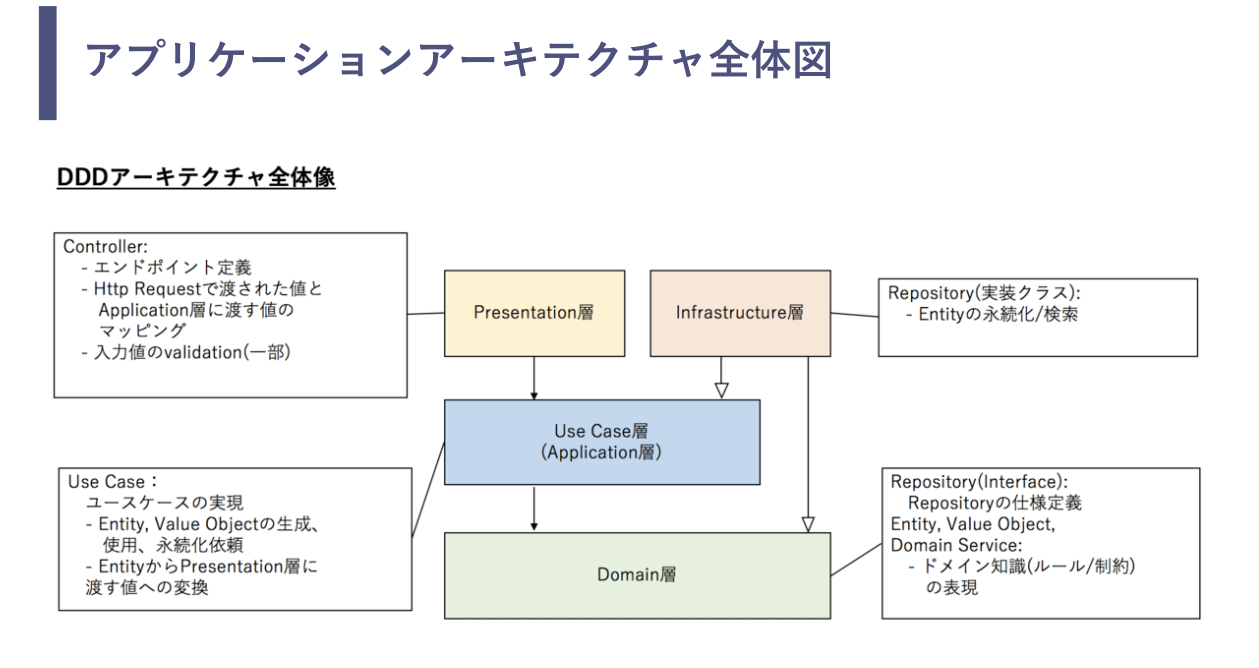 アプリケーションアーキテクチャ全体図
DDDアーキテクチャ全体像
Controller:
- エンドポイント定義
- Http Requestで渡された値と
Application層に渡す値の
マッピング
- 入力値のvalidation(一部)
Presentation層
Infrastructure層
Repository(実装クラス):
- Entityの永続化/検索
Use Case層
(Application層)
Use Case：
ユースケースの実現
- Entity, Value Objectの生成、
使用、永続化依頼
- EntityからPresentation層に
渡す値への変換
Domain層
Repository(Interface):
Repositoryの仕様定義
Entity, Value Object,
Domain Service:
- ドメイン知識(ルール/制約)
の表現